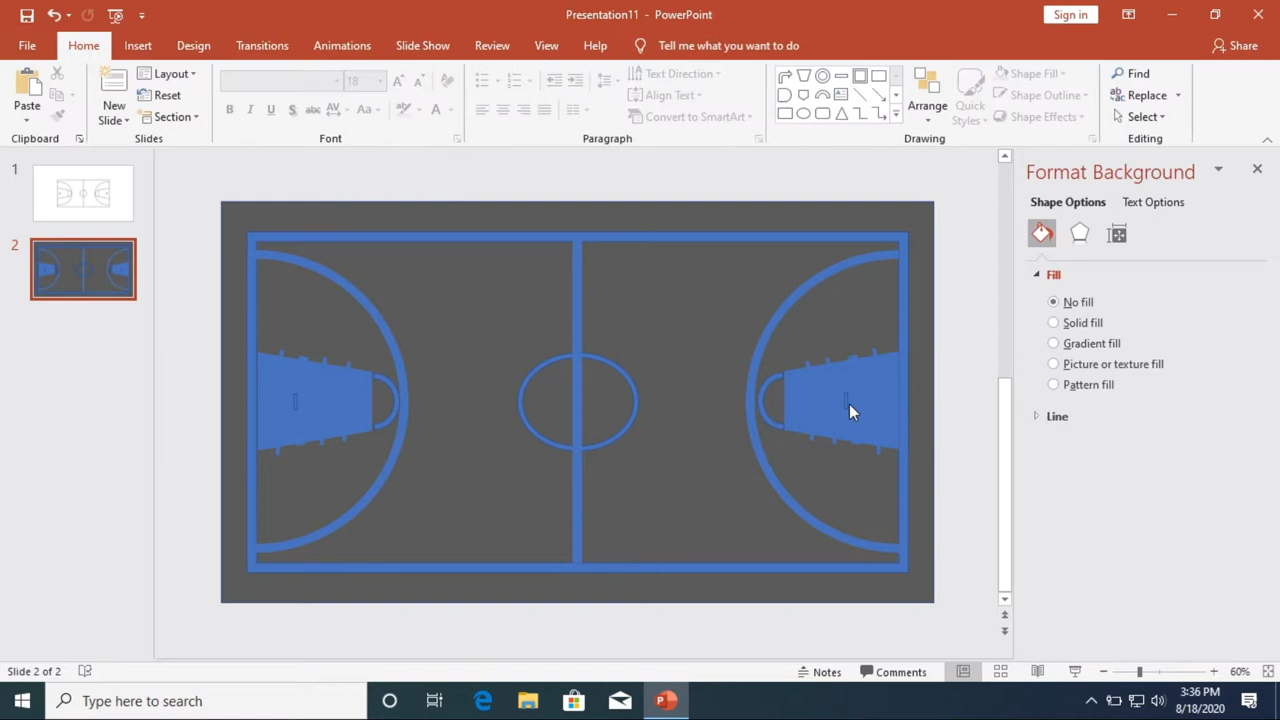 Presentation11 - PowerPoint
Sign in
File Home Insert Design Transitions Animations Slide Show Review View Help Tell me what you want to do Share
Paste
Clipboard
New Slide
Layout
Reset
Section
Slides
18
B I U S abc AV Aa A
Font
Text Direction
Align Text
Convert to SmartArt
Paragraph
Arrange
Quick Styles
Shape Fill
Shape Outline
Shape Effects
Drawing
Find
Replace
Select
Editing
1
2
Format Background
Shape Options Text Options
Fill
No fill
Solid fill
Gradient fill
Picture or texture fill
Pattern fill
Line
Slide 2 of 2
Notes
Comments
60%
Type here to search
3:36 PM
8/18/2020